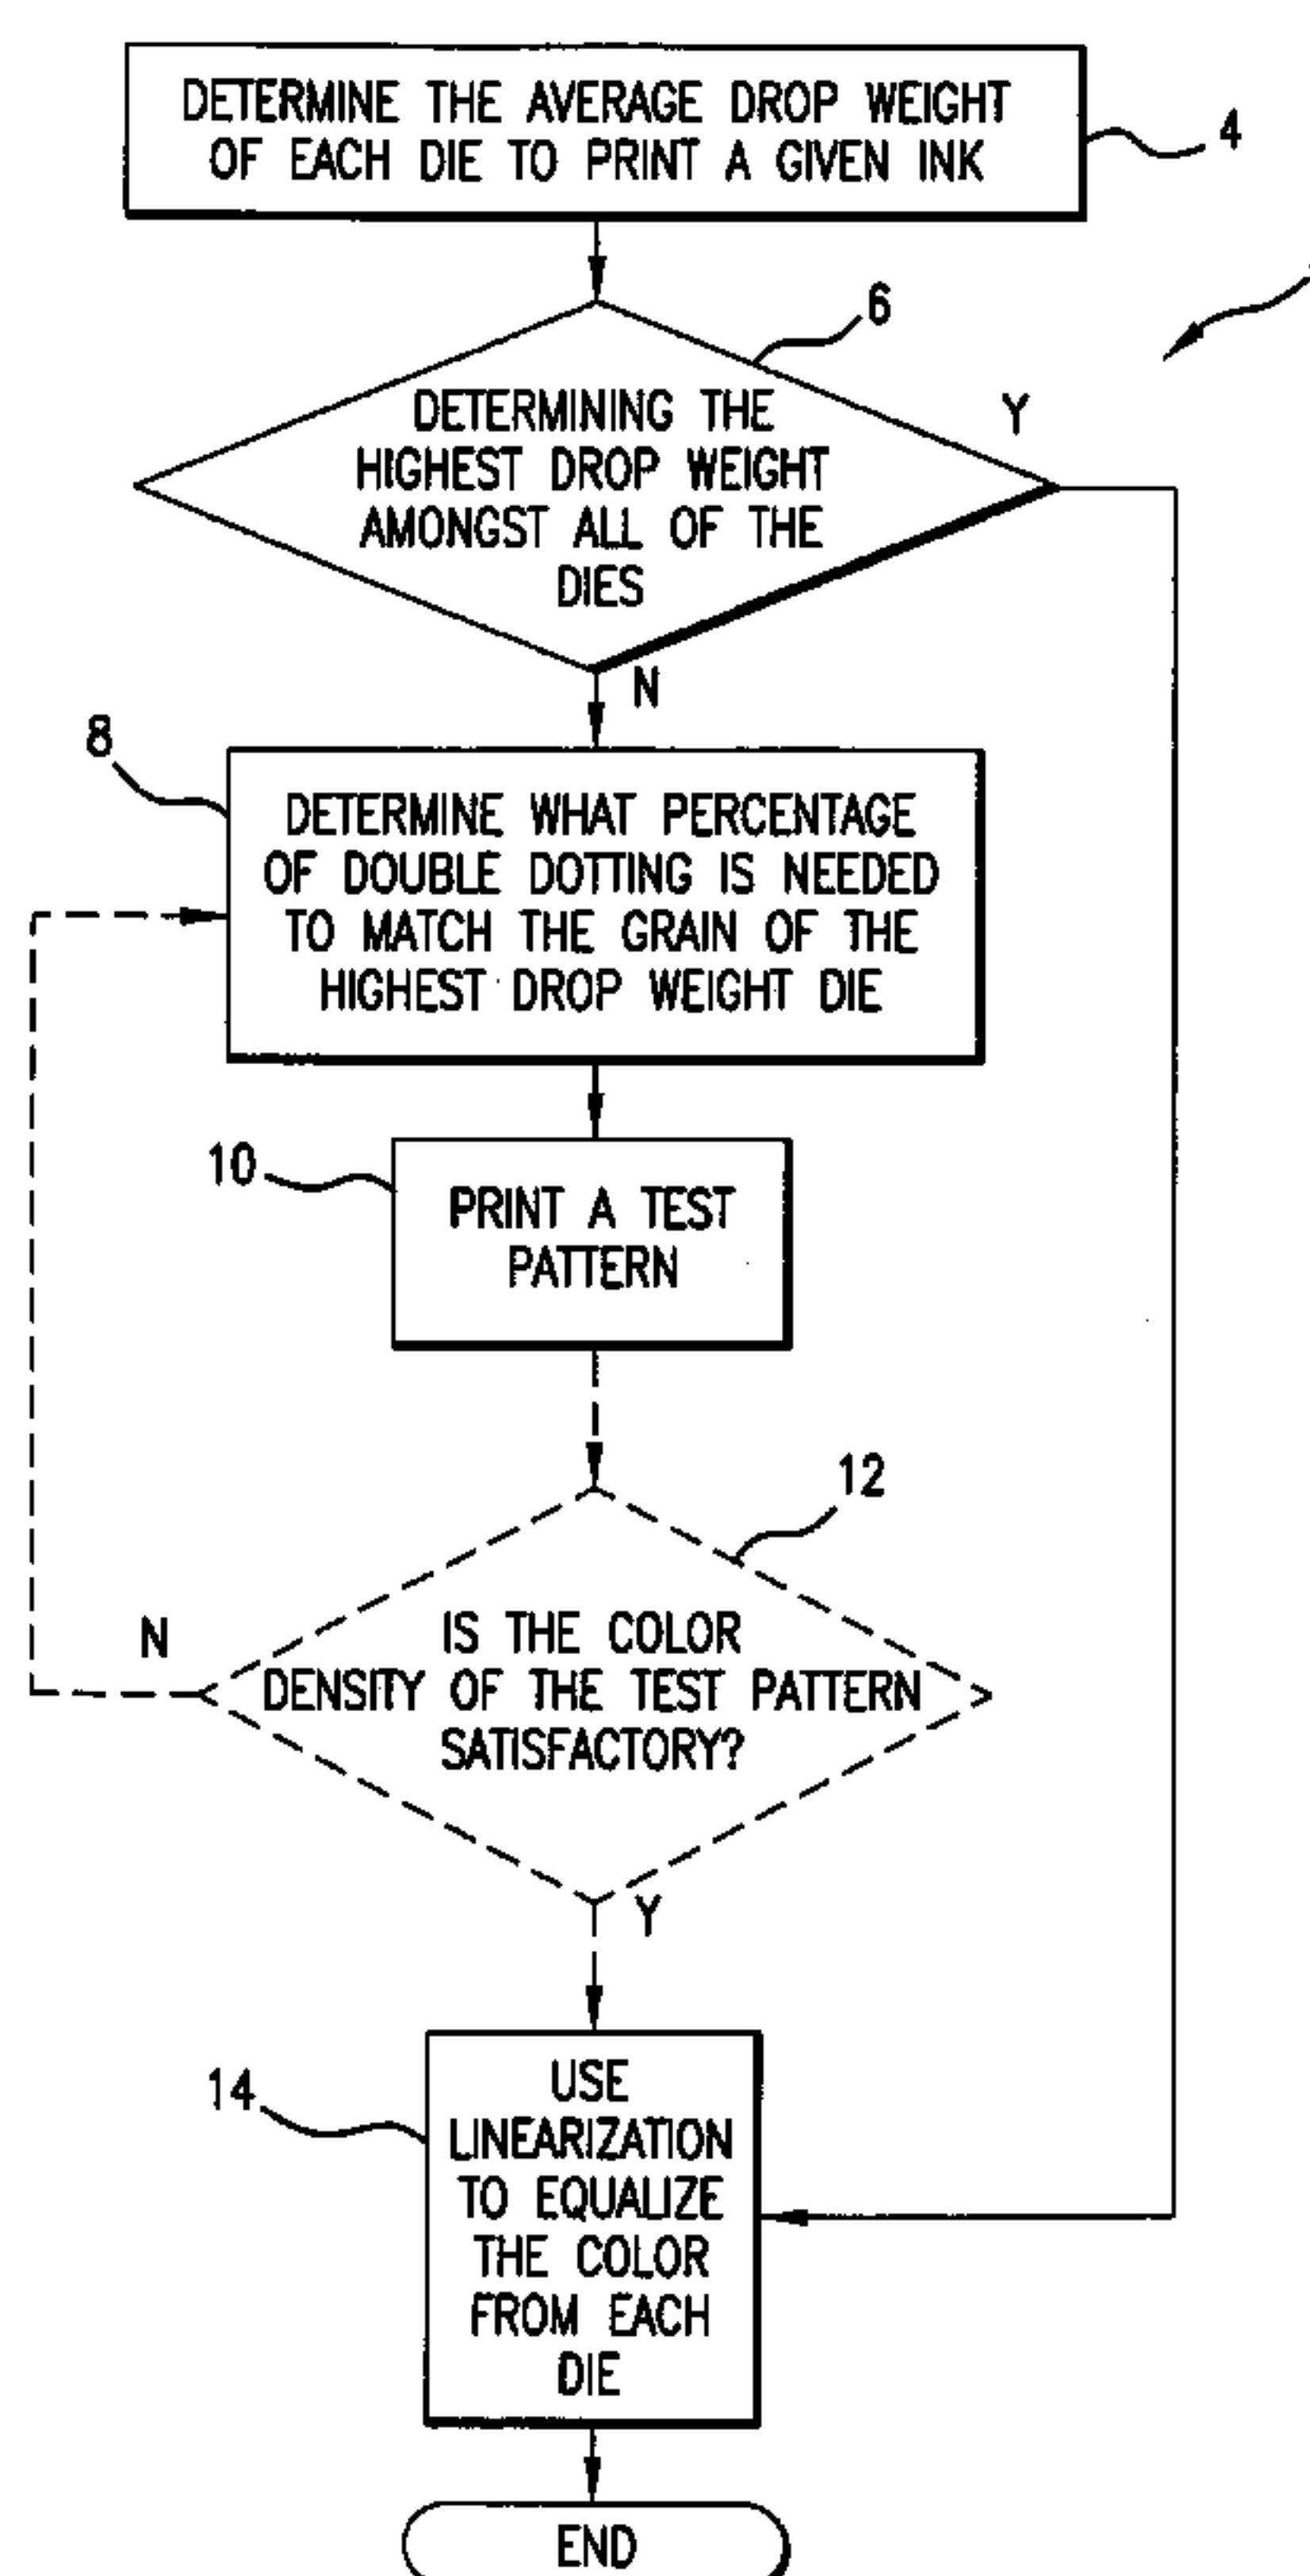 DETERMINE THE AVERAGE DROP WEIGHT
OF EACH DIE TO PRINT A GIVEN INK
4
6
DETERMINING THE
HIGHEST DROP WEIGHT
AMONGST ALL OF THE
DIES
Y
N
8
DETERMINE WHAT PERCENTAGE
OF DOUBLE DOTTING IS NEEDED
TO MATCH THE GRAIN OF THE
HIGHEST DROP WEIGHT DIE
10
PRINT A TEST
PATTERN
12
N
IS THE COLOR
DENSITY OF THE TEST PATTERN
SATISFACTORY?
Y
14
USE
LINEARIZATION
TO EQUALIZE
THE COLOR
FROM EACH
DIE
END